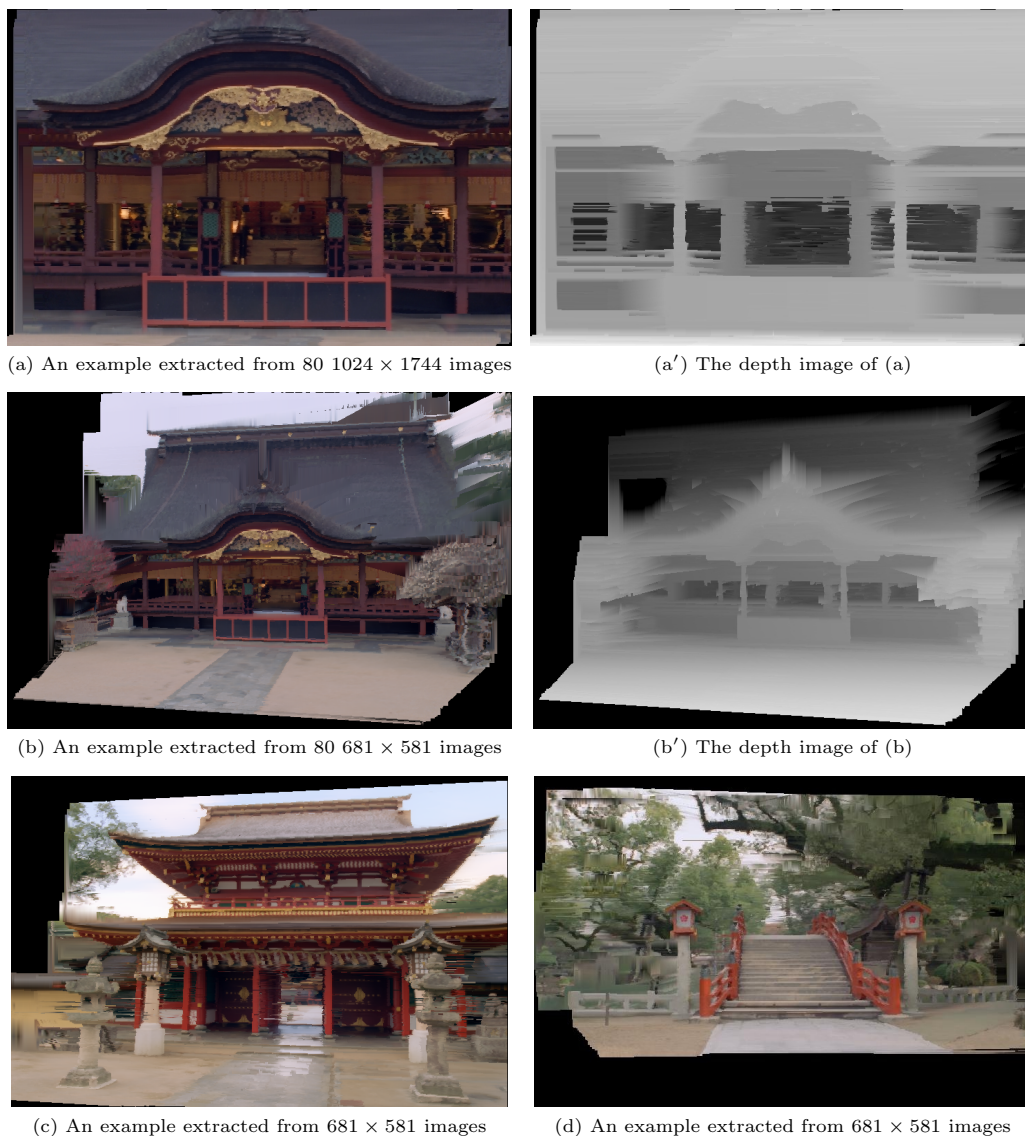 (a) An example extracted from 80 1024 × 1744 images
(a′) The depth image of (a)
(b) An example extracted from 80 681 × 581 images
(b′) The depth image of (b)
(c) An example extracted from 681 × 581 images
(d) An example extracted from 681 × 581 images